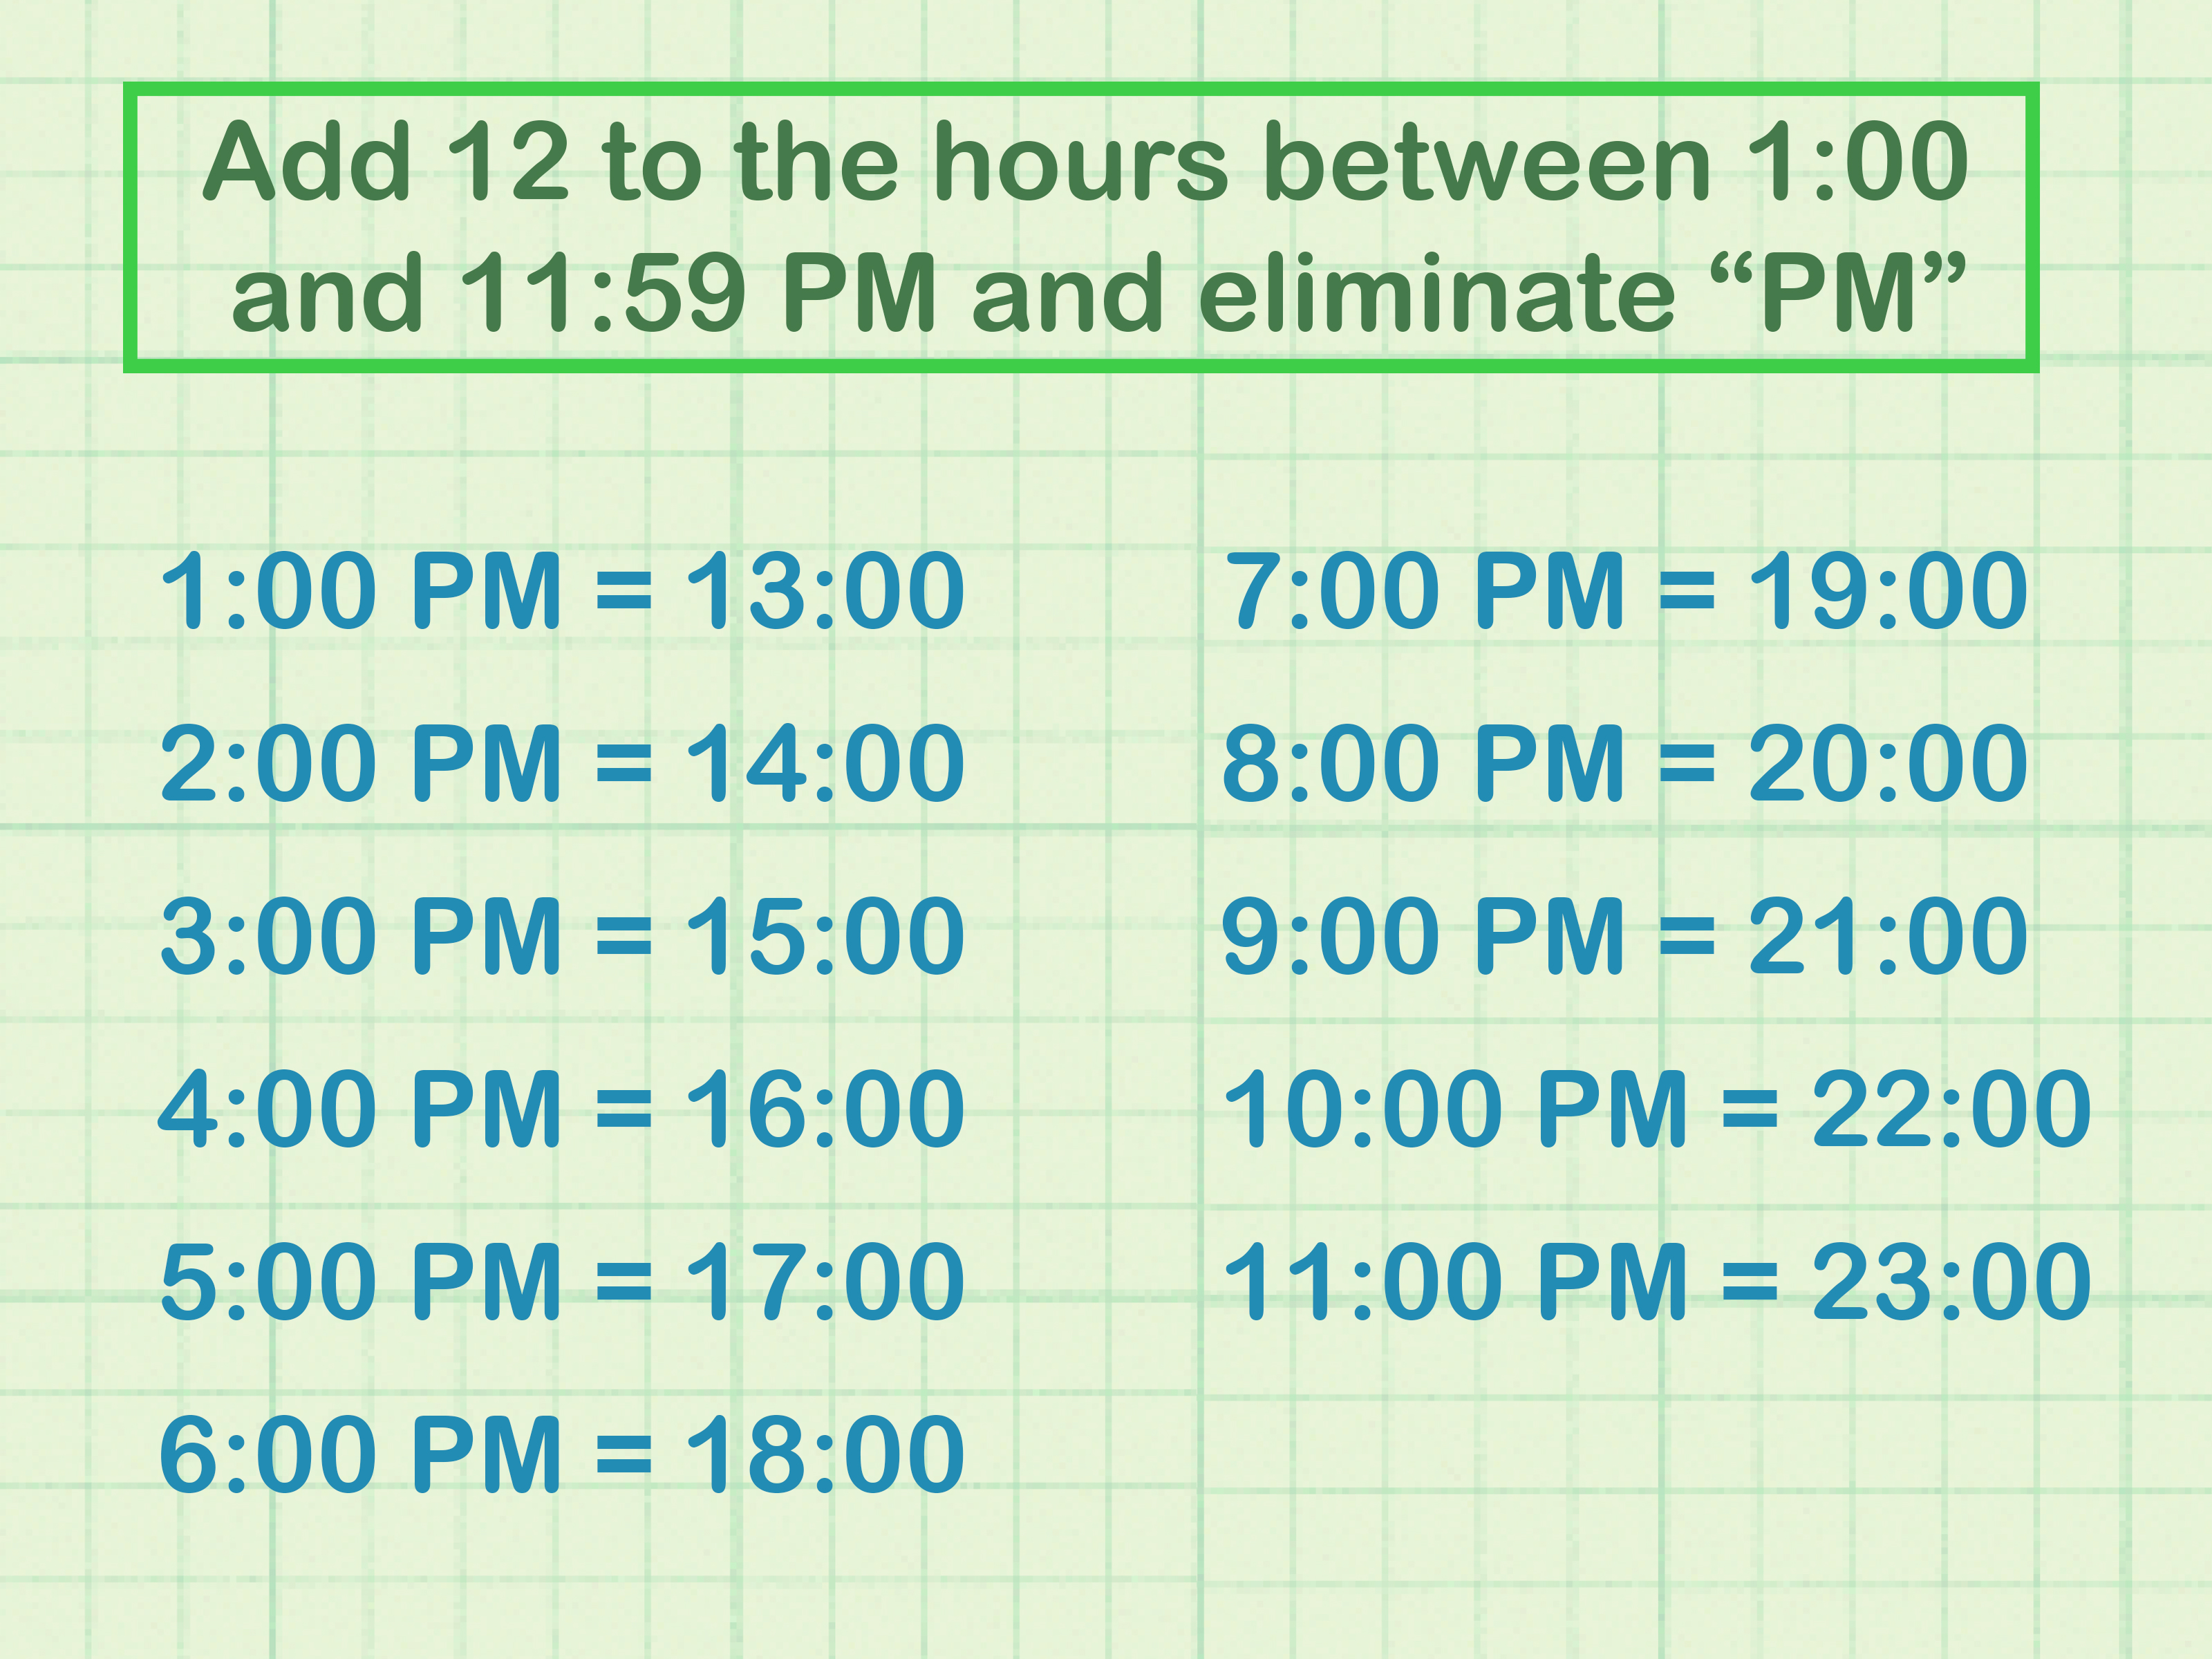 Add 12 to the hours between 1:00
and 11:59 PM and eliminate “PM”
1:00 PM = 13:00
2:00 PM = 14:00
3:00 PM = 15:00
4:00 PM = 16:00
5:00 PM = 17:00
6:00 PM = 18:00
7:00 PM = 19:00
8:00 PM = 20:00
9:00 PM = 21:00
10:00 PM = 22:00
11:00 PM = 23:00